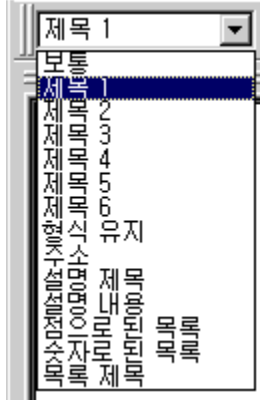 제목 1
보통
제목 1
제목 2
제목 3
제목 4
제목 5
제목 6
형식 유지
주소
설명 제목
설명 내용
점으로 된 목록
숫자로 된 목록
목록 제목